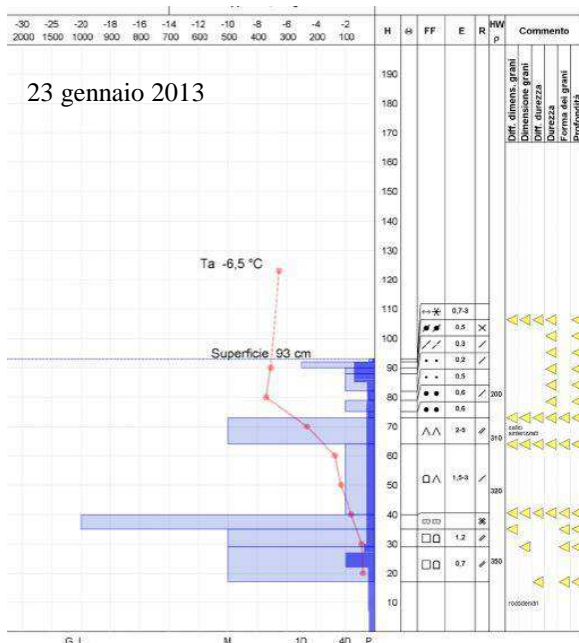 -30 -25 -20 -18 -16 -14 -12 -10 -8 -6 -4 -2 H FF E R HW Commento
2000 1500 1000 900 800 700 600 500 400 300 200 100 ρ
Diff. dimens. grani
Dimensione grani
Diff. durezza
Durezza
Forma dei grani
Profondità
23 gennaio 2013
190
180
170
160
150
140
130
Ta -6,5 °C
120
110
0,7-3
100
0,5
0,3
Superficie 93 cm
0,2
90
0,5
80
0,6
200
0,6
70
2-5
310
60
50
1,5-3
320
40
30
1,2
350
20
0,7
10
rododendri
M 1D 4D P